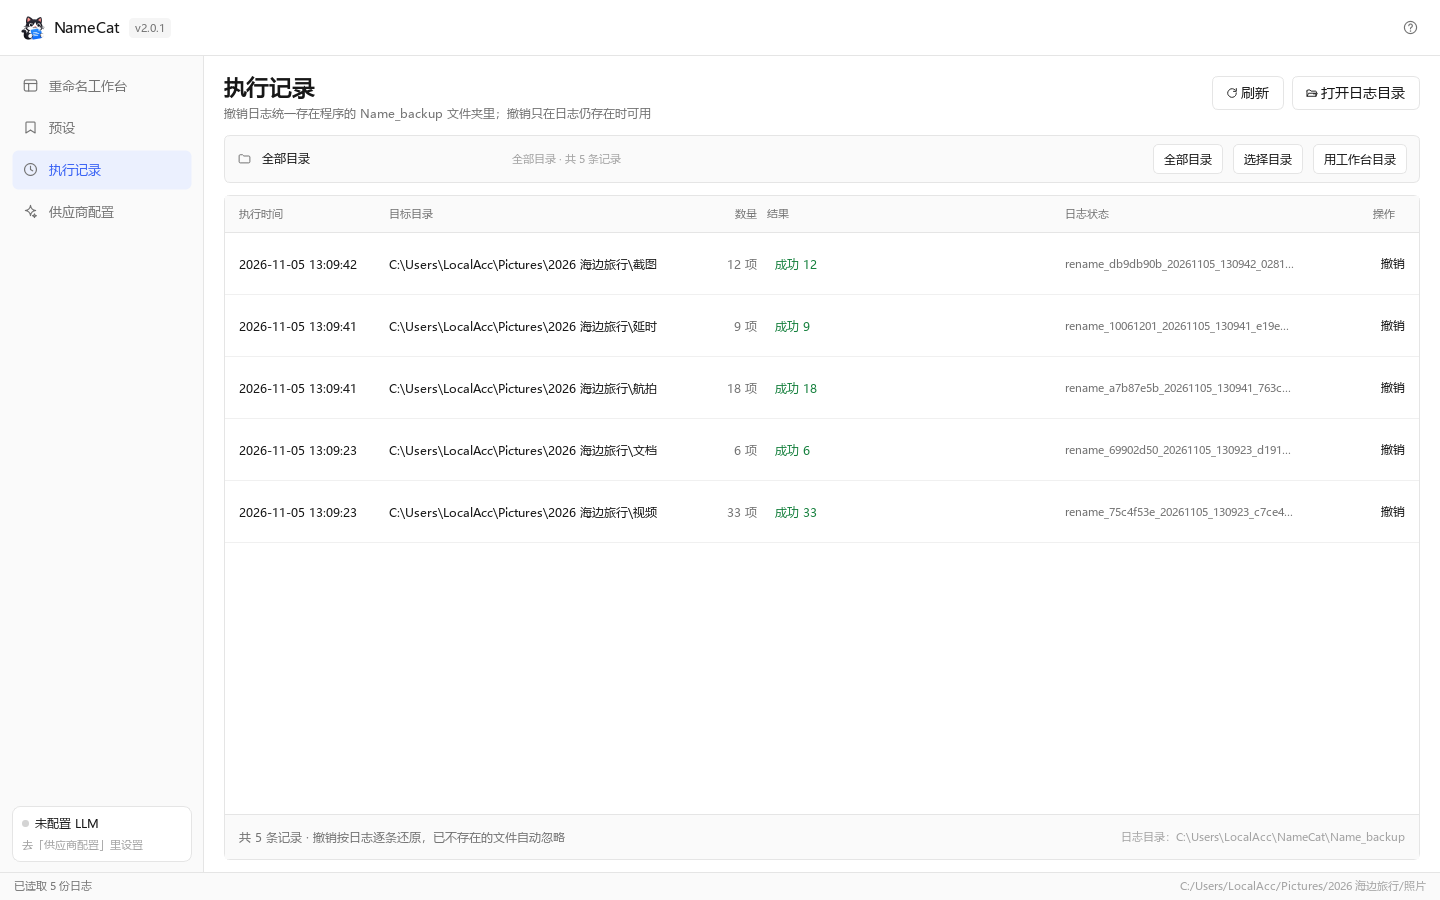 NameCat v2.0.1
重命名工作台
预设
执行记录
供应商配置
执行记录
撤销日志统一存在程序的 Name_backup 文件夹里；撤销只在日志仍存在时可用
刷新 打开日志目录
全部目录 全部目录 · 共 5 条记录 全部目录 选择目录 用工作台目录
执行时间 目标目录 数量 结果 日志状态 操作
2026-11-05 13:09:42 C:\Users\LocalAcc\Pictures\2026 海边旅行\截图 12 项 成功 12 rename_db9db90b_20261105_130942_0281... 撤销
2026-11-05 13:09:41 C:\Users\LocalAcc\Pictures\2026 海边旅行\延时 9 项 成功 9 rename_10061201_20261105_130941_e19e... 撤销
2026-11-05 13:09:41 C:\Users\LocalAcc\Pictures\2026 海边旅行\航拍 18 项 成功 18 rename_a7b87e5b_20261105_130941_763c... 撤销
2026-11-05 13:09:23 C:\Users\LocalAcc\Pictures\2026 海边旅行\文档 6 项 成功 6 rename_69902d50_20261105_130923_d191... 撤销
2026-11-05 13:09:23 C:\Users\LocalAcc\Pictures\2026 海边旅行\视频 33 项 成功 33 rename_75c4f53e_20261105_130923_c7ce4... 撤销
共 5 条记录 · 撤销按日志逐条还原，已不存在的文件自动忽略 日志目录：C:\Users\LocalAcc\NameCat\Name_backup
未配置 LLM
去「供应商配置」里设置
已读取 5 份日志 C:/Users/LocalAcc/Pictures/2026 海边旅行/照片